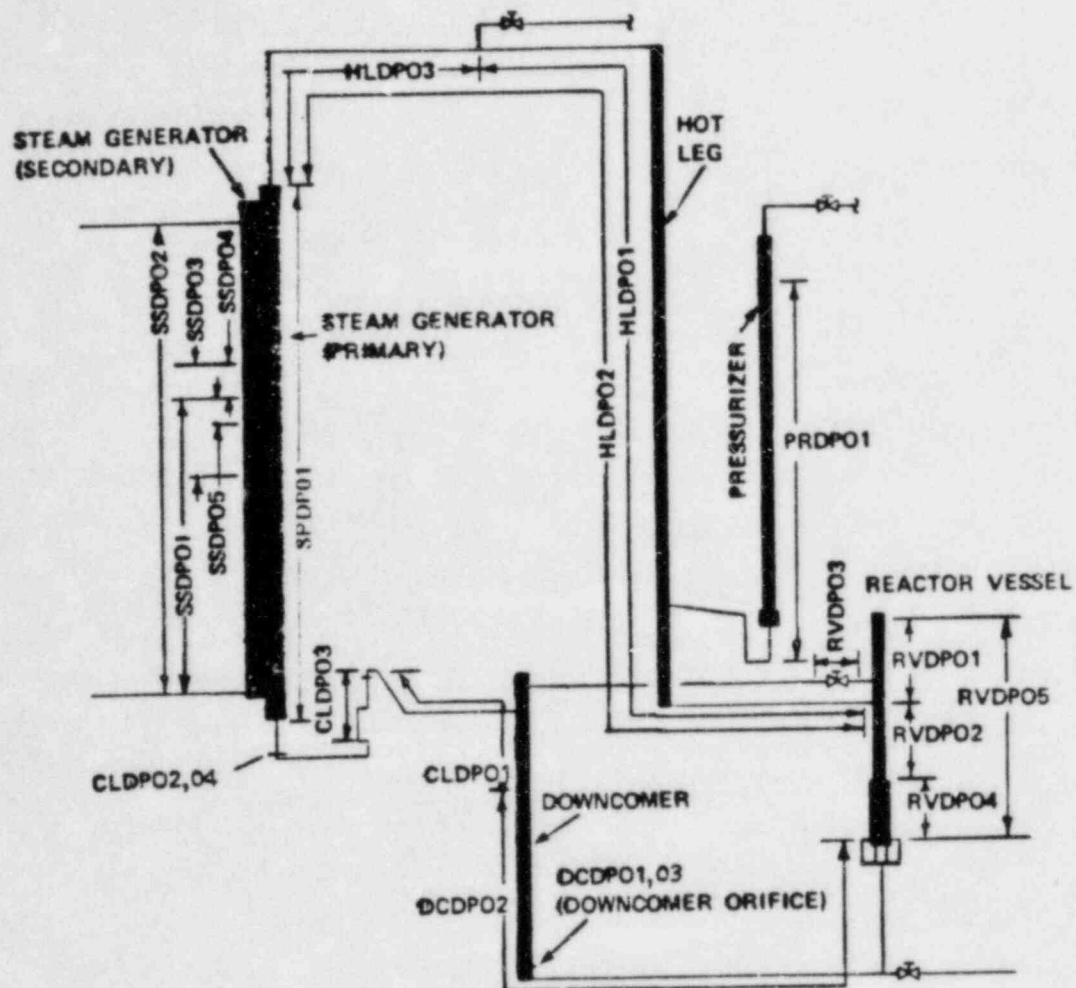 HLDP03
STEAM GENERATOR
(SECONDARY)
HOT
LEG
SSDP02
SSDP03
SSDP04
STEAM GENERATOR
(PRIMARY)
HLDP01
HLDP02
PRESSURIZER
PRDP01
SSDP01
SSDP05
SPDP01
CLDP03
RVDP03
REACTOR VESSEL
RVDP01
RVDP05
RVDP02
CLDP02,04
CLDP01
RVDP04
DOWNCOMER
DCDP02
DCDP01,03
(DOWNCOMER ORIFICE)